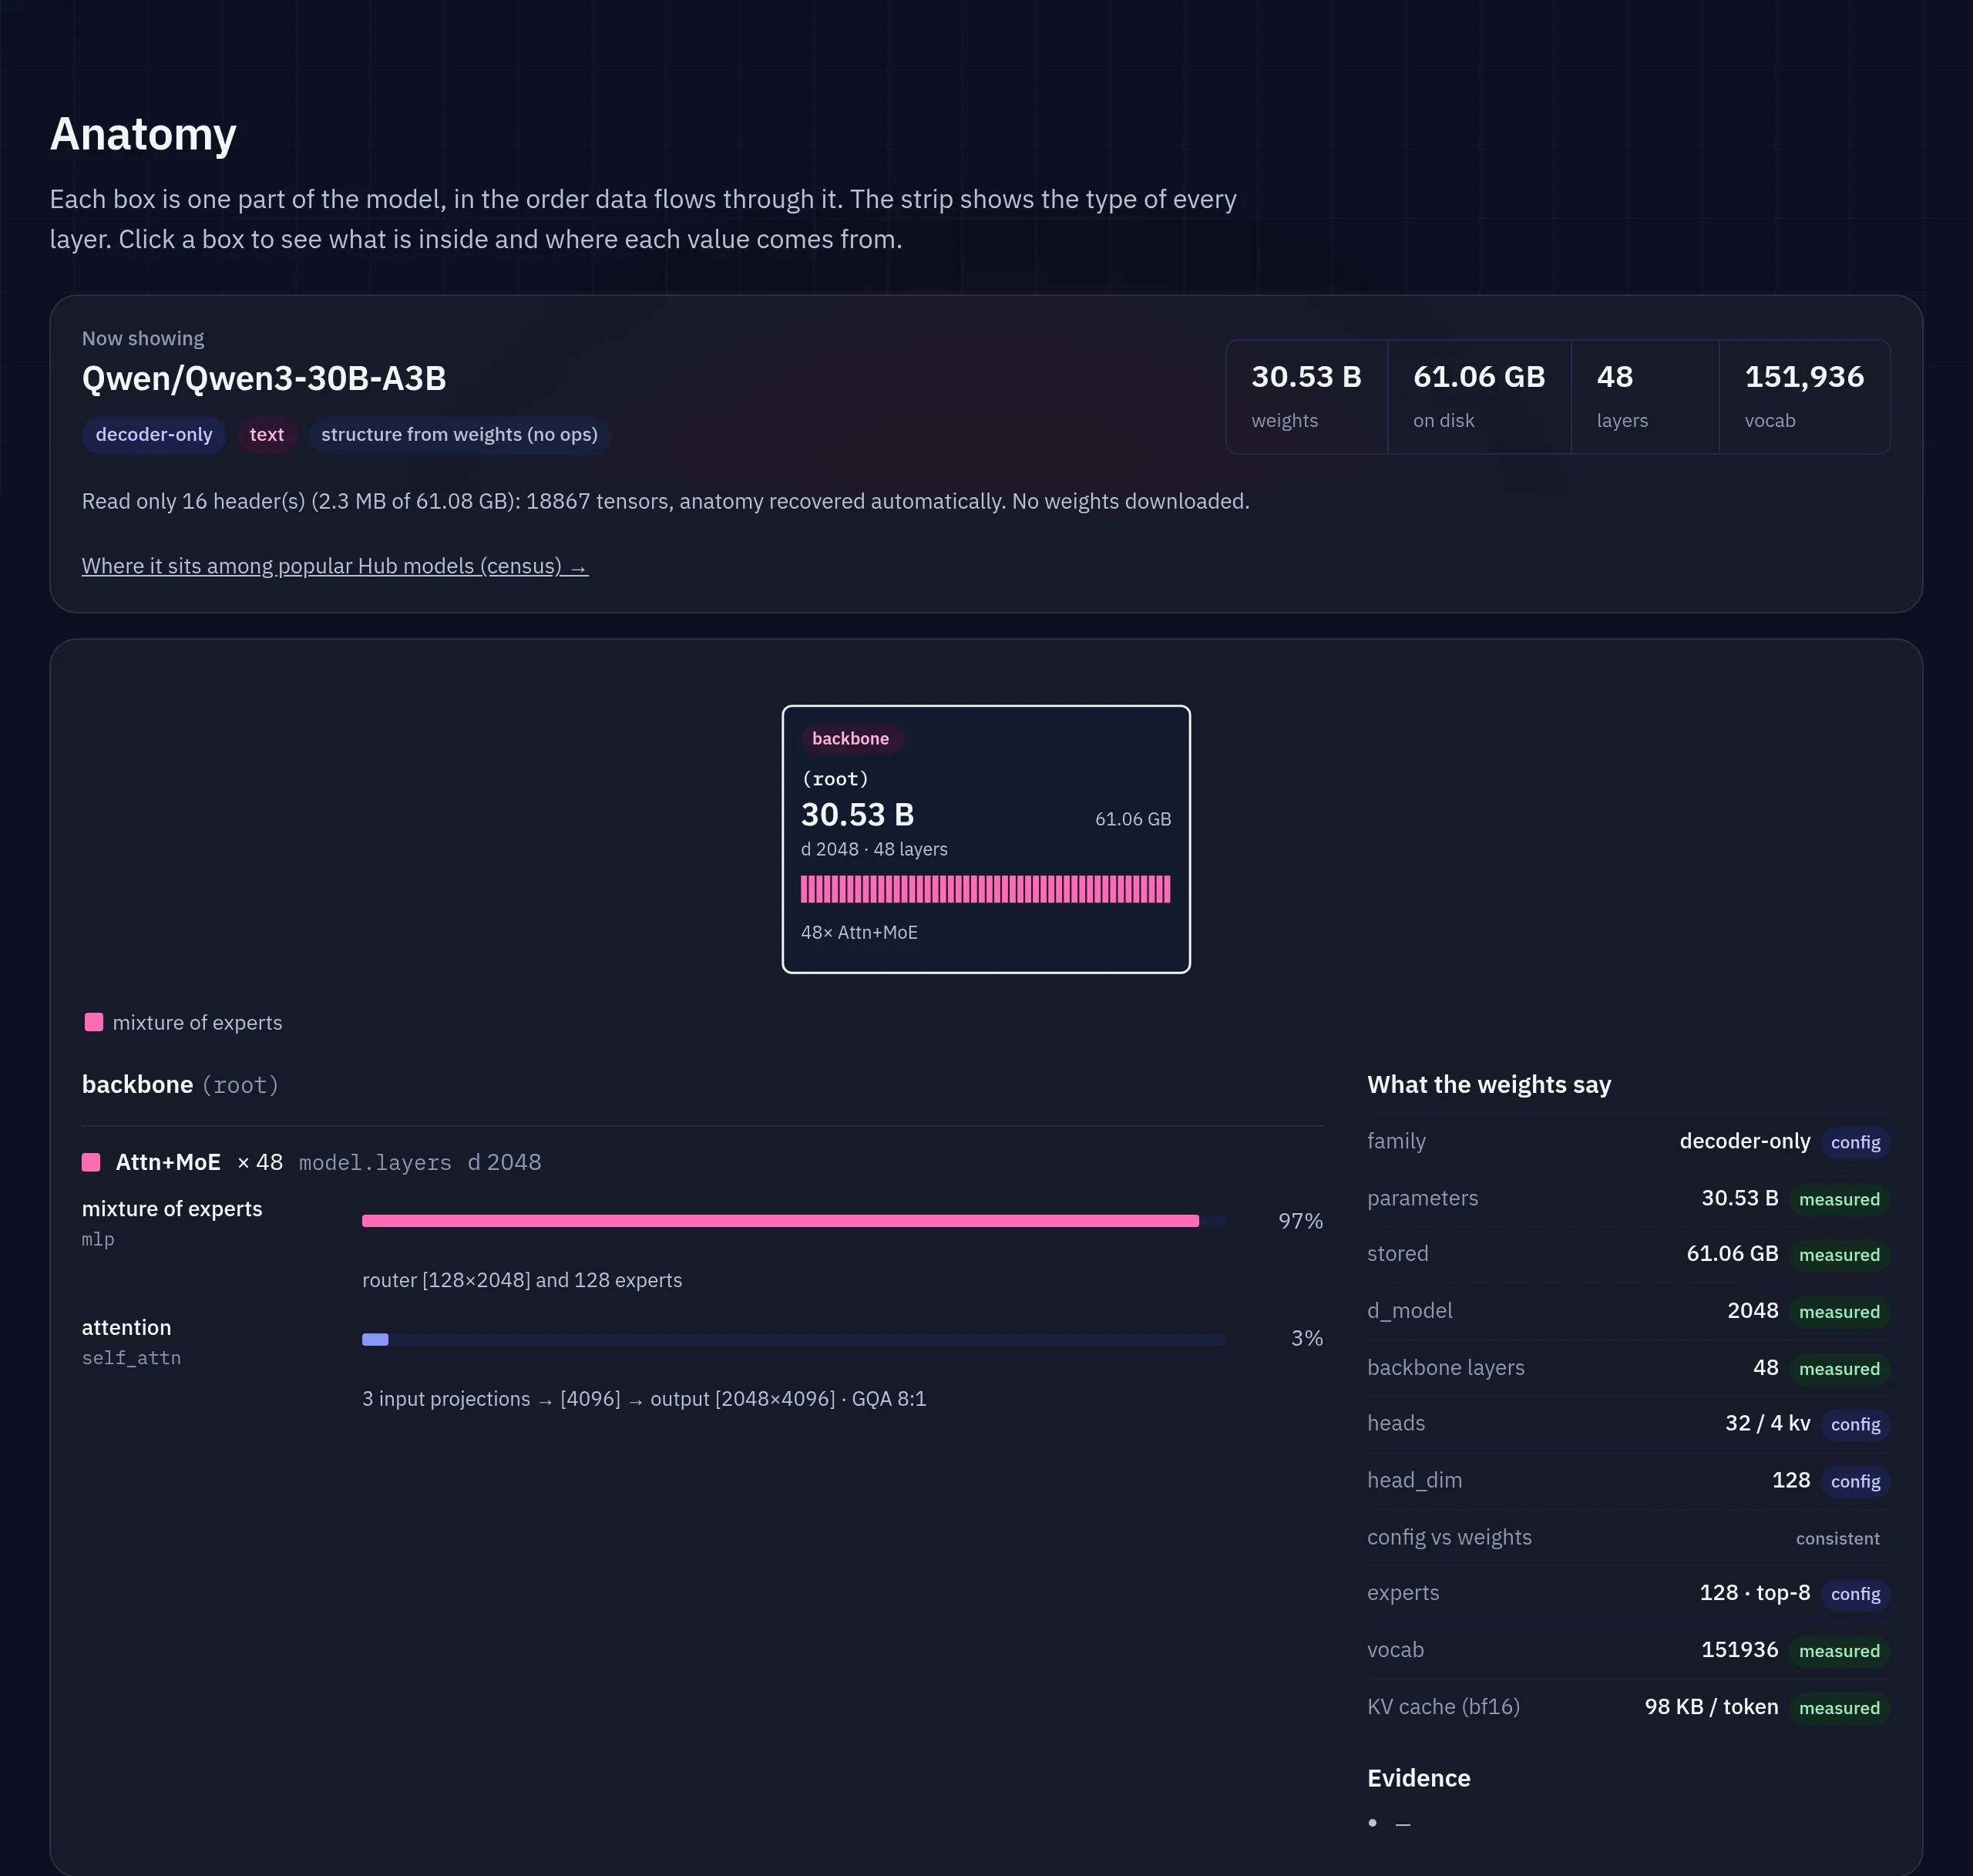 Anatomy
Each box is one part of the model, in the order data flows through it. The strip shows the type of every
layer. Click a box to see what is inside and where each value comes from.
Now showing
Qwen/Qwen3-30B-A3B
decoder-only text structure from weights (no ops)
30.53 B 61.06 GB 48 151,936
weights on disk layers vocab
Read only 16 header(s) (2.3 MB of 61.08 GB): 18867 tensors, anatomy recovered automatically. No weights downloaded.
Where it sits among popular Hub models (census) →
backbone
(root)
30.53 B 61.06 GB
d 2048 · 48 layers
48× Attn+MoE
mixture of experts
backbone (root)
Attn+MoE × 48 model.layers d 2048
mixture of experts
mlp
97%
router [128×2048] and 128 experts
attention
self_attn
3%
3 input projections → [4096] → output [2048×4096] · GQA 8:1
What the weights say
family decoder-only config
parameters 30.53 B measured
stored 61.06 GB measured
d_model 2048 measured
backbone layers 48 measured
heads 32 / 4 kv config
head_dim 128 config
config vs weights consistent
experts 128 · top-8 config
vocab 151936 measured
KV cache (bf16) 98 KB / token measured
Evidence
• —